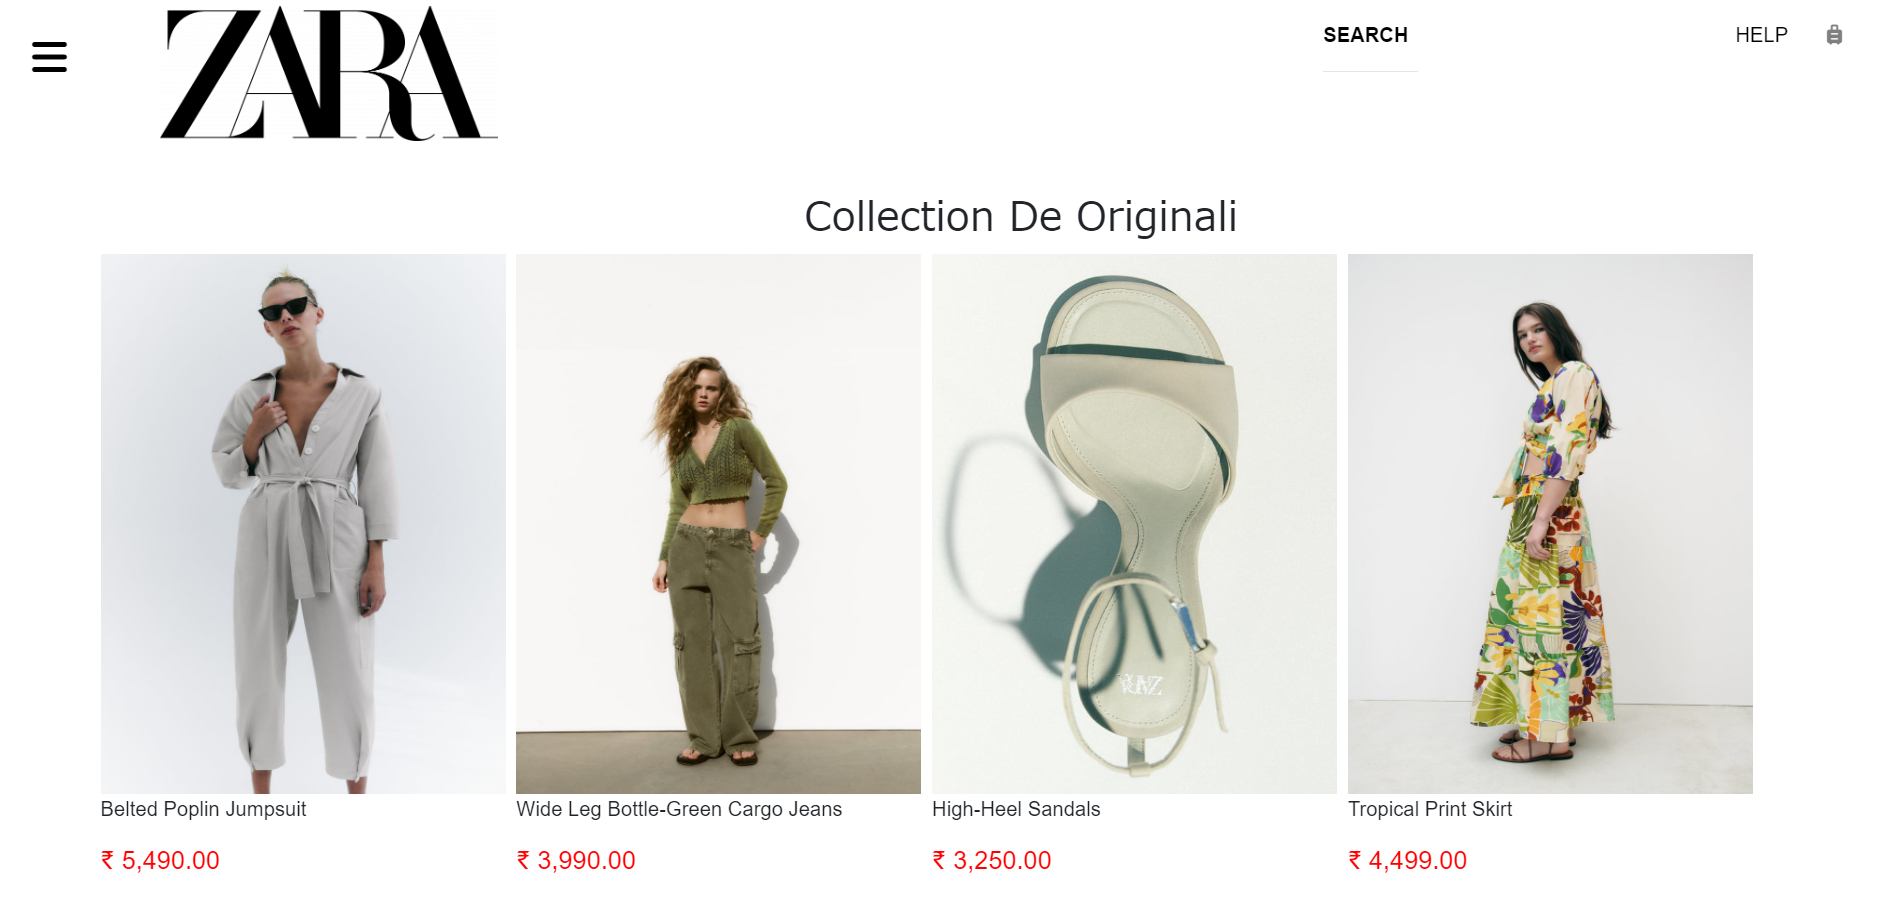 ZARA
SEARCH
HELP
Collection De Originali
Belted Poplin Jumpsuit
Wide Leg Bottle-Green Cargo Jeans
High-Heel Sandals
Tropical Print Skirt
₹ 5,490.00
₹ 3,990.00
₹ 3,250.00
₹ 4,499.00